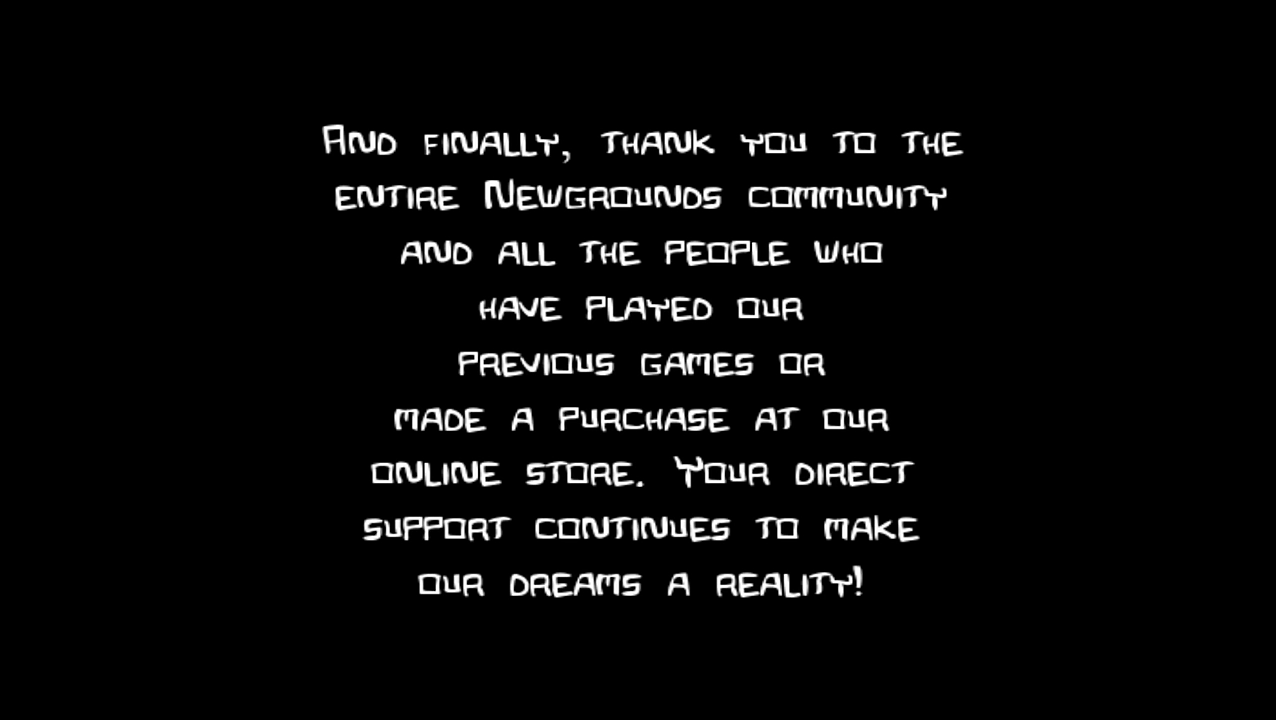 And finally, thank you to the
entire Newgrounds community
and all the people who
have played our
previous games or
made a purchase at our
online store. Your direct
support continues to make
our dreams a reality!